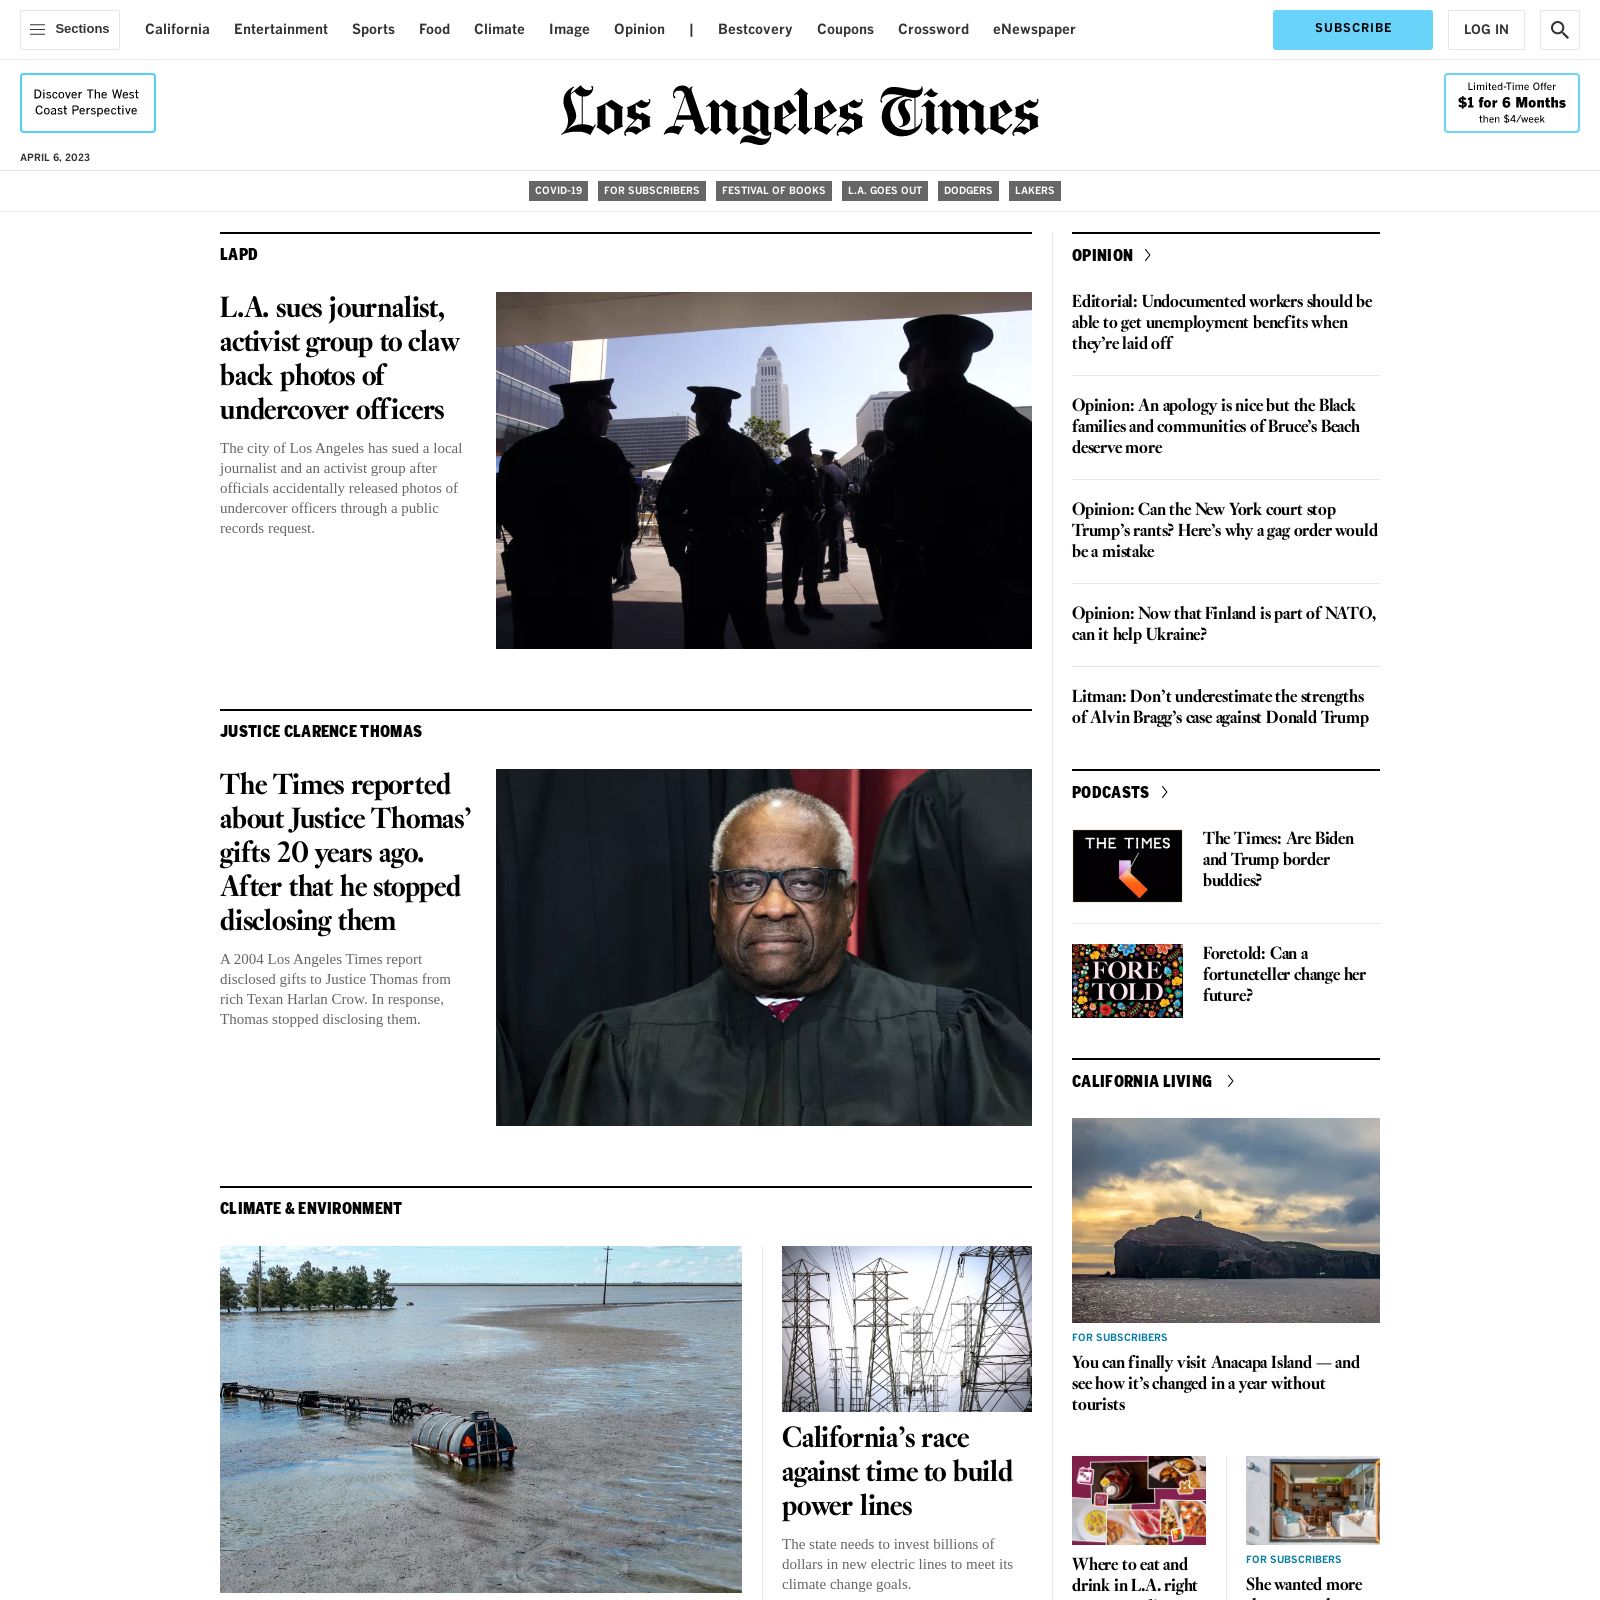 Sections
California
Entertainment
Sports
Food
Climate
Image
Opinion
|
Bestcovery
Coupons
Crossword
eNewspaper
SUBSCRIBE
LOG IN
Discover The West
Coast Perspective
Los Angeles Times
Limited-Time Offer
$1 for 6 Months
then $4/week
APRIL 6, 2023
COVID-19
FOR SUBSCRIBERS
FESTIVAL OF BOOKS
L.A. GOES OUT
DODGERS
LAKERS
LAPD
L.A. sues journalist,
activist group to claw
back photos of
undercover officers
The city of Los Angeles has sued a local
journalist and an activist group after
officials accidentally released photos of
undercover officers through a public
records request.
JUSTICE CLARENCE THOMAS
The Times reported
about Justice Thomas’
gifts 20 years ago.
After that he stopped
disclosing them
A 2004 Los Angeles Times report
disclosed gifts to Justice Thomas from
rich Texan Harlan Crow. In response,
Thomas stopped disclosing them.
CLIMATE & ENVIRONMENT
California’s race
against time to build
power lines
The state needs to invest billions of
dollars in new electric lines to meet its
climate change goals.
OPINION
Editorial: Undocumented workers should be
able to get unemployment benefits when
they’re laid off
Opinion: An apology is nice but the Black
families and communities of Bruce’s Beach
deserve more
Opinion: Can the New York court stop
Trump’s rants? Here’s why a gag order would
be a mistake
Opinion: Now that Finland is part of NATO,
can it help Ukraine?
Litman: Don’t underestimate the strengths
of Alvin Bragg’s case against Donald Trump
PODCASTS
THE TIMES
The Times: Are Biden
and Trump border
buddies?
FORE
TOLD
Foretold: Can a
fortuneteller change her
future?
CALIFORNIA LIVING
FOR SUBSCRIBERS
You can finally visit Anacapa Island — and
see how it’s changed in a year without
tourists
Where to eat and
drink in L.A. right
FOR SUBSCRIBERS
She wanted more